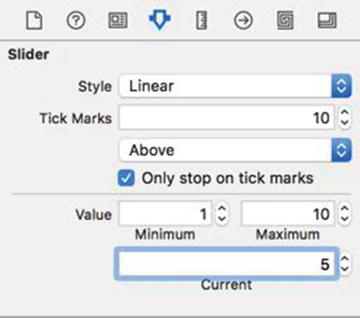 Slider
Style Linear
Tick Marks 10
Above
Only stop on tick marks
Value 1 10
Minimum Maximum
5
Current